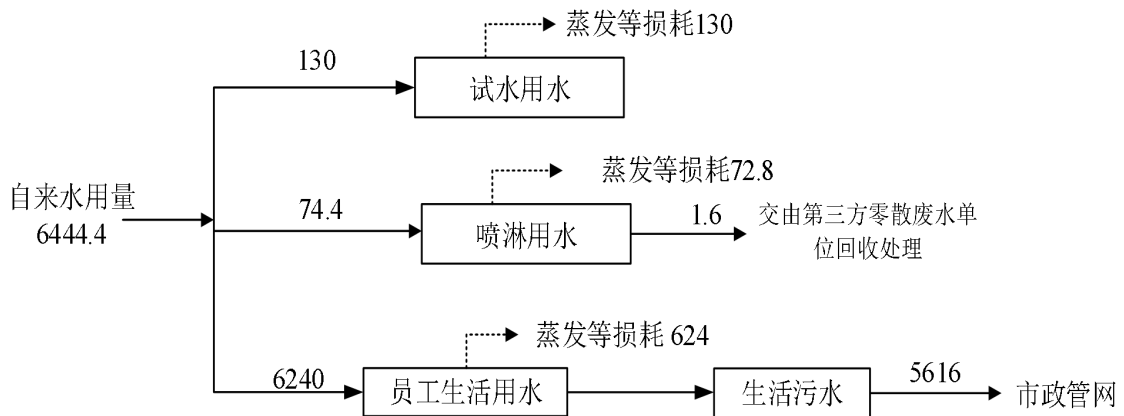 蒸发等损耗130
130
试水用水
蒸发等损耗72.8
自来水用量
6444.4
74.4
喷淋用水
1.6
交由第三方零散废水单
位回收处理
蒸发等损耗 624
6240
员工生活用水
生活污水
5616
市政管网